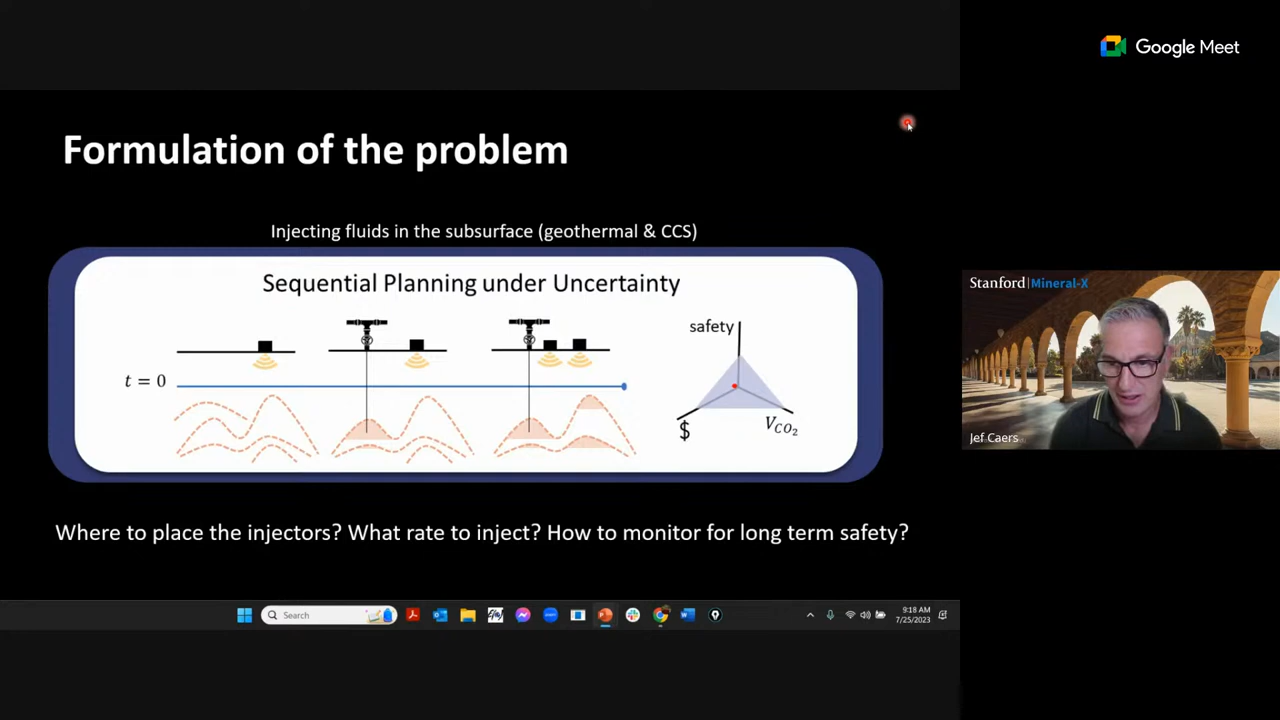 Google Meet
Formulation of the problem
Injecting fluids in the subsurface (geothermal & CCS)
Sequential Planning under Uncertainty
safety
t = 0
$
V_{CO_2}
Stanford | Mineral-X
Jef Caers
Where to place the injectors? What rate to inject? How to monitor for long term safety?
Search
9:18 AM
7/25/2023